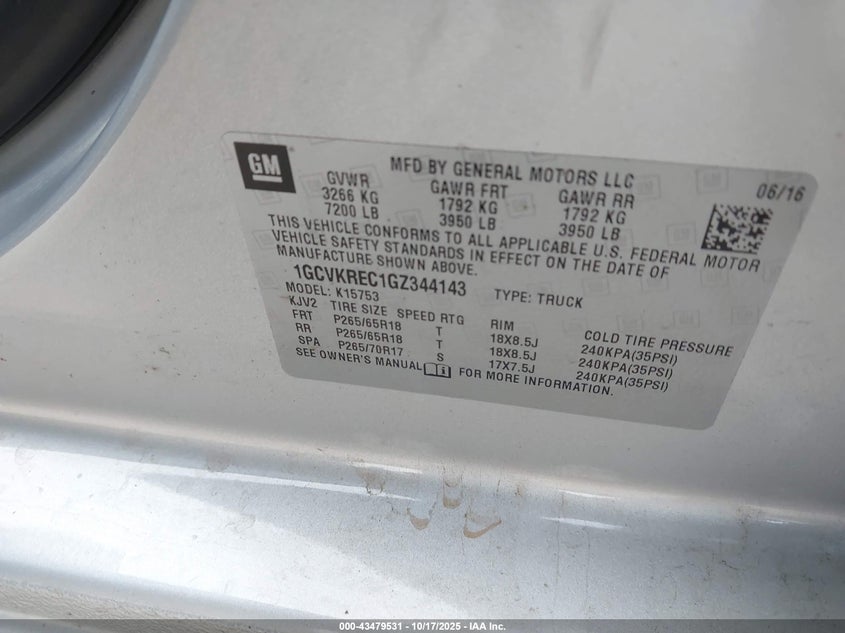 GM
MFD BY GENERAL MOTORS LLC
06/16
GVWR GAWR FRT GAWR RR
3266 KG 1792 KG 1792 KG
7200 LB 3950 LB 3950 LB
THIS VEHICLE CONFORMS TO ALL APPLICABLE U.S. FEDERAL MOTOR
VEHICLE SAFETY STANDARDS IN EFFECT ON THE DATE OF
MANUFACTURE SHOWN ABOVE.
1GCVKREC1GZ344143 TYPE: TRUCK
MODEL: K15753
KJV2 TIRE SIZE SPEED RTG RIM COLD TIRE PRESSURE
FRT P265/65R18 T 18X8.5J 240KPA(35PSI)
RR P265/65R18 T 18X8.5J 240KPA(35PSI)
SPA P265/70R17 S 17X7.5J 240KPA(35PSI)
SEE OWNER'S MANUAL FOR MORE INFORMATION.
000-43479531 - 10/17/2025 - IAA Inc.